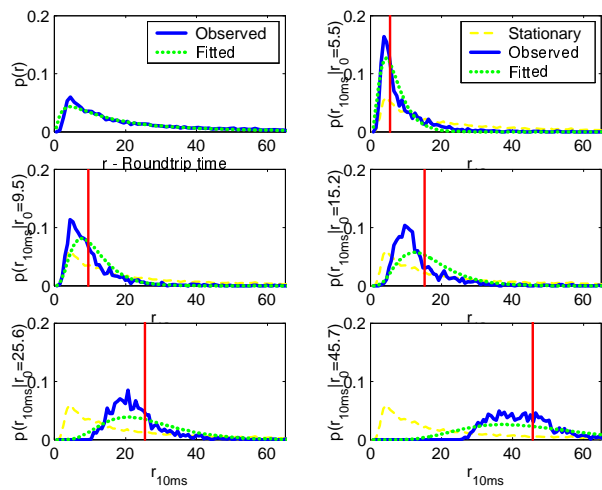 0.2
0.1
0
0 20 40 60
p(r)
r - Roundtrip time
Observed
Fitted
0.2
0.1
0
0 20 40 60
p(r10ms|r0=5.5)
Stationary
Observed
Fitted
0.2
0.1
0
0 20 40 60
p(r10ms|r0=9.5)
0.2
0.1
0
0 20 40 60
p(r10ms|r0=15.2)
0.2
0.1
0
0 20 40 60
p(r10ms|r0=25.6)
r10ms
0.2
0.1
0
0 20 40 60
p(r10ms|r0=45.7)
r10ms